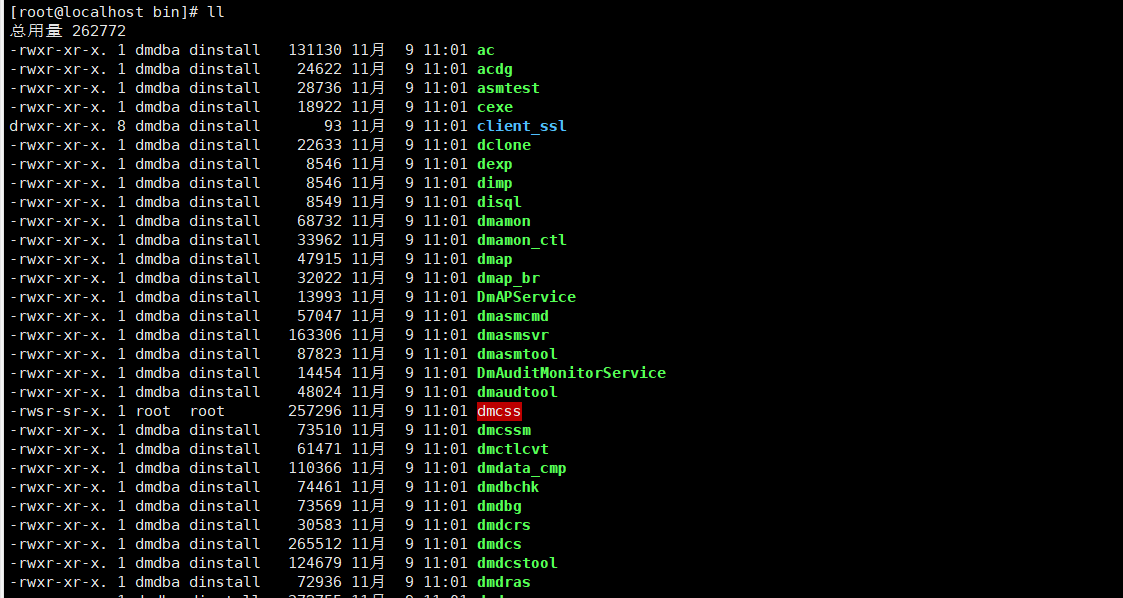 [root@localhost bin]# ll
总用量 262772
-rwxr-xr-x. 1 dmdba dinstall   131130 11月  9 11:01 ac
-rwxr-xr-x. 1 dmdba dinstall    24622 11月  9 11:01 acdg
-rwxr-xr-x. 1 dmdba dinstall    28736 11月  9 11:01 asmtest
-rwxr-xr-x. 1 dmdba dinstall    18922 11月  9 11:01 cexe
drwxr-xr-x. 8 dmdba dinstall       93 11月  9 11:01 client_ssl
-rwxr-xr-x. 1 dmdba dinstall    22633 11月  9 11:01 dclone
-rwxr-xr-x. 1 dmdba dinstall     8546 11月  9 11:01 dexp
-rwxr-xr-x. 1 dmdba dinstall     8546 11月  9 11:01 dimp
-rwxr-xr-x. 1 dmdba dinstall     8549 11月  9 11:01 disql
-rwxr-xr-x. 1 dmdba dinstall    68732 11月  9 11:01 dmamon
-rwxr-xr-x. 1 dmdba dinstall    33962 11月  9 11:01 dmamon_ctl
-rwxr-xr-x. 1 dmdba dinstall    47915 11月  9 11:01 dmap
-rwxr-xr-x. 1 dmdba dinstall    32022 11月  9 11:01 dmap_br
-rwxr-xr-x. 1 dmdba dinstall    13993 11月  9 11:01 DmAPService
-rwxr-xr-x. 1 dmdba dinstall    57047 11月  9 11:01 dmasmcmd
-rwxr-xr-x. 1 dmdba dinstall   163306 11月  9 11:01 dmasmsvr
-rwxr-xr-x. 1 dmdba dinstall    87823 11月  9 11:01 dmasmtool
-rwxr-xr-x. 1 dmdba dinstall    14454 11月  9 11:01 DmAuditMonitorService
-rwxr-xr-x. 1 dmdba dinstall    48024 11月  9 11:01 dmaudtool
-rwsr-sr-x. 1 root  root       257296 11月  9 11:01 dmcss
-rwxr-xr-x. 1 dmdba dinstall    73510 11月  9 11:01 dmcssm
-rwxr-xr-x. 1 dmdba dinstall    61471 11月  9 11:01 dmctlcvt
-rwxr-xr-x. 1 dmdba dinstall   110366 11月  9 11:01 dmdata_cmp
-rwxr-xr-x. 1 dmdba dinstall    74461 11月  9 11:01 dmdbchk
-rwxr-xr-x. 1 dmdba dinstall    73569 11月  9 11:01 dmdbg
-rwxr-xr-x. 1 dmdba dinstall    30583 11月  9 11:01 dmdcrs
-rwxr-xr-x. 1 dmdba dinstall   265512 11月  9 11:01 dmdcs
-rwxr-xr-x. 1 dmdba dinstall   124679 11月  9 11:01 dmdcstool
-rwxr-xr-x. 1 dmdba dinstall    72936 11月  9 11:01 dmdras